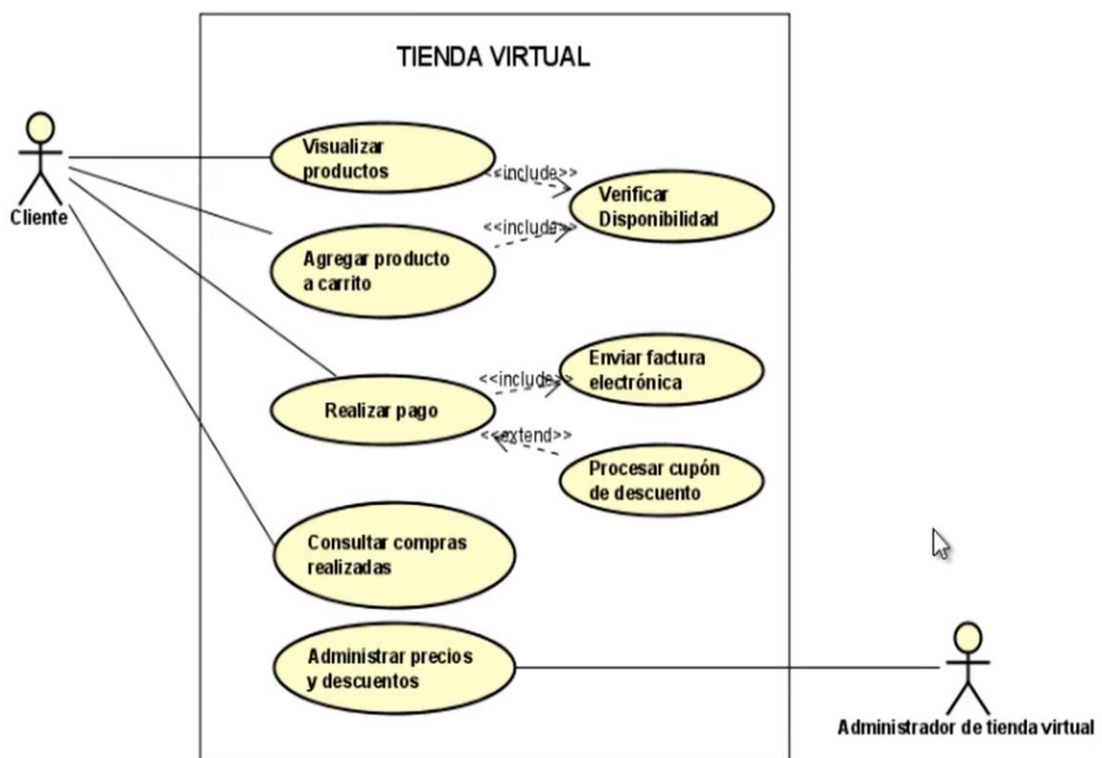 TIENDA VIRTUAL
Cliente
Visualizar
productos
<<include>>
Verificar
Disponibilidad
<<include>>
Agregar producto
a carrito
Enviar factura
electrónica
<<include>>
Realizar pago
<<extend>>
Procesar cupón
de descuento
Consultar compras
realizadas
Administrar precios
y descuentos
Administrador de tienda virtual